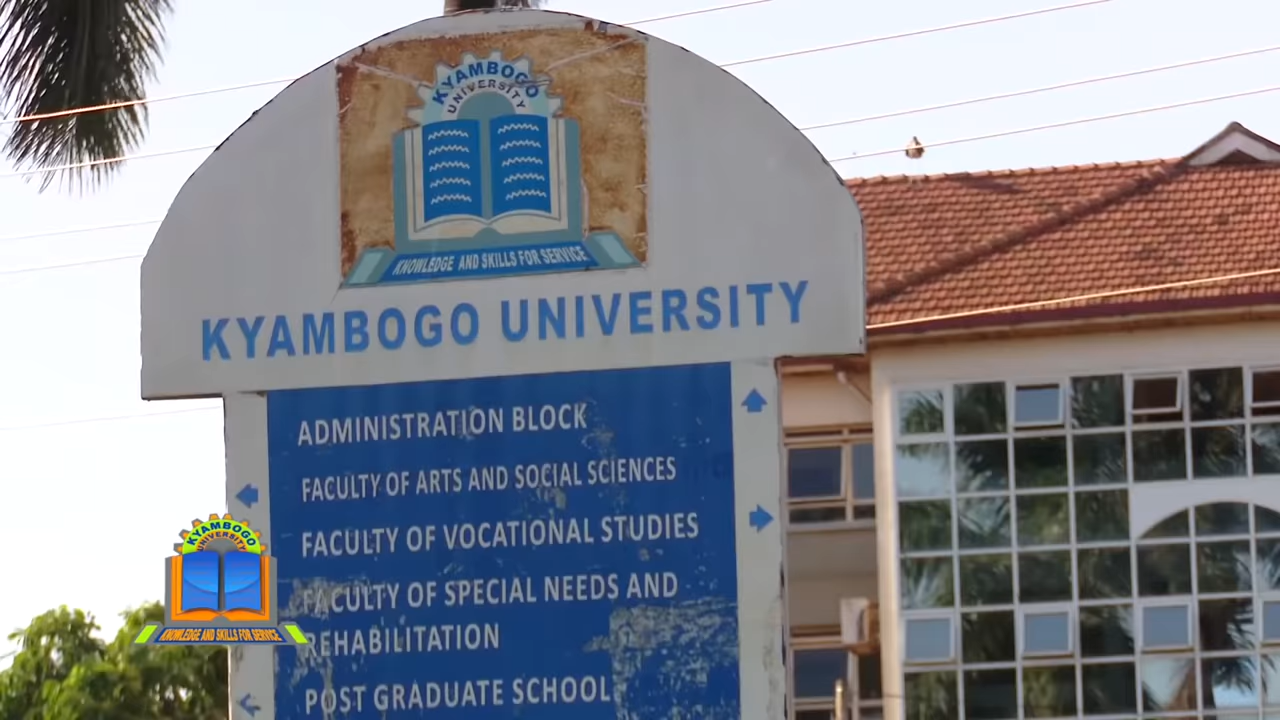 KYAMBOGO
UNIVERSITY
KNOWLEDGE AND SKILLS FOR SERVICE
KYAMBOGO UNIVERSITY
ADMINISTRATION BLOCK
FACULTY OF ARTS AND SOCIAL SCIENCES
FACULTY OF VOCATIONAL STUDIES
FACULTY OF SPECIAL NEEDS AND
REHABILITATION
POST GRADUATE SCHOOL
KYAMBOGO
UNIVERSITY
KNOWLEDGE AND SKILLS FOR SERVICE